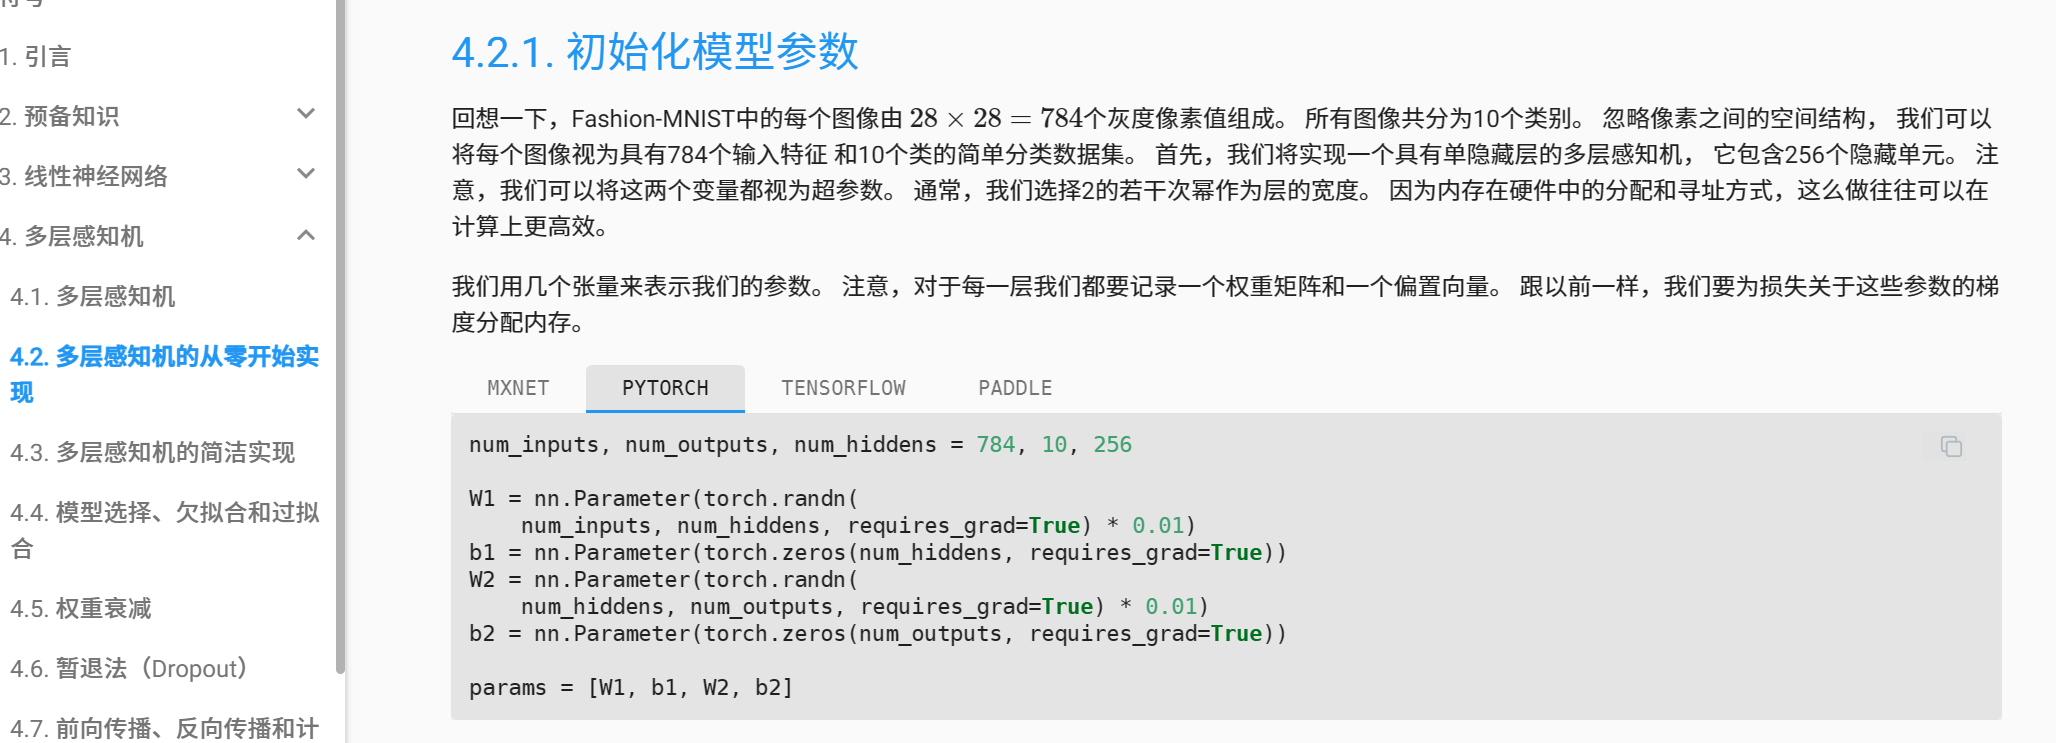 1. 引言
2. 预备知识
3. 线性神经网络
4. 多层感知机
4.1. 多层感知机
4.2. 多层感知机的从零开始实
现
4.3. 多层感知机的简洁实现
4.4. 模型选择、欠拟合和过拟
合
4.5. 权重衰减
4.6. 暂退法（Dropout）
4.7. 前向传播、反向传播和计
4.2.1. 初始化模型参数
回想一下，Fashion-MNIST中的每个图像由 28 × 28 = 784个灰度像素值组成。 所有图像共分为10个类别。 忽略像素之间的空间结构， 我们可以
将每个图像视为具有784个输入特征 和10个类的简单分类数据集。 首先，我们将实现一个具有单隐藏层的多层感知机， 它包含256个隐藏单元。 注
意，我们可以将这两个变量都视为超参数。 通常，我们选择2的若干次幂作为层的宽度。 因为内存在硬件中的分配和寻址方式，这么做往往可以在
计算上更高效。
我们用几个张量来表示我们的参数。 注意，对于每一层我们都要记录一个权重矩阵和一个偏置向量。 跟以前一样，我们要为损失关于这些参数的梯
度分配内存。
MXNET PYTORCH TENSORFLOW PADDLE
num_inputs, num_outputs, num_hiddens = 784, 10, 256
W1 = nn.Parameter(torch.randn(
    num_inputs, num_hiddens, requires_grad=True) * 0.01)
b1 = nn.Parameter(torch.zeros(num_hiddens, requires_grad=True))
W2 = nn.Parameter(torch.randn(
    num_hiddens, num_outputs, requires_grad=True) * 0.01)
b2 = nn.Parameter(torch.zeros(num_outputs, requires_grad=True))
params = [W1, b1, W2, b2]